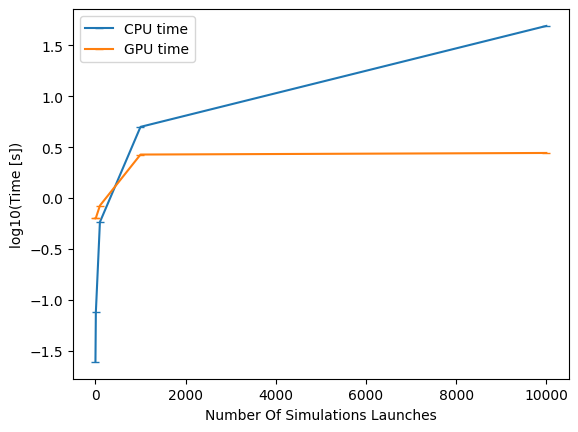 CPU time
GPU time
1.5
1.0
0.5
0.0
−0.5
−1.0
−1.5
log10(Time [s])
0 2000 4000 6000 8000 10000
Number Of Simulations Launches